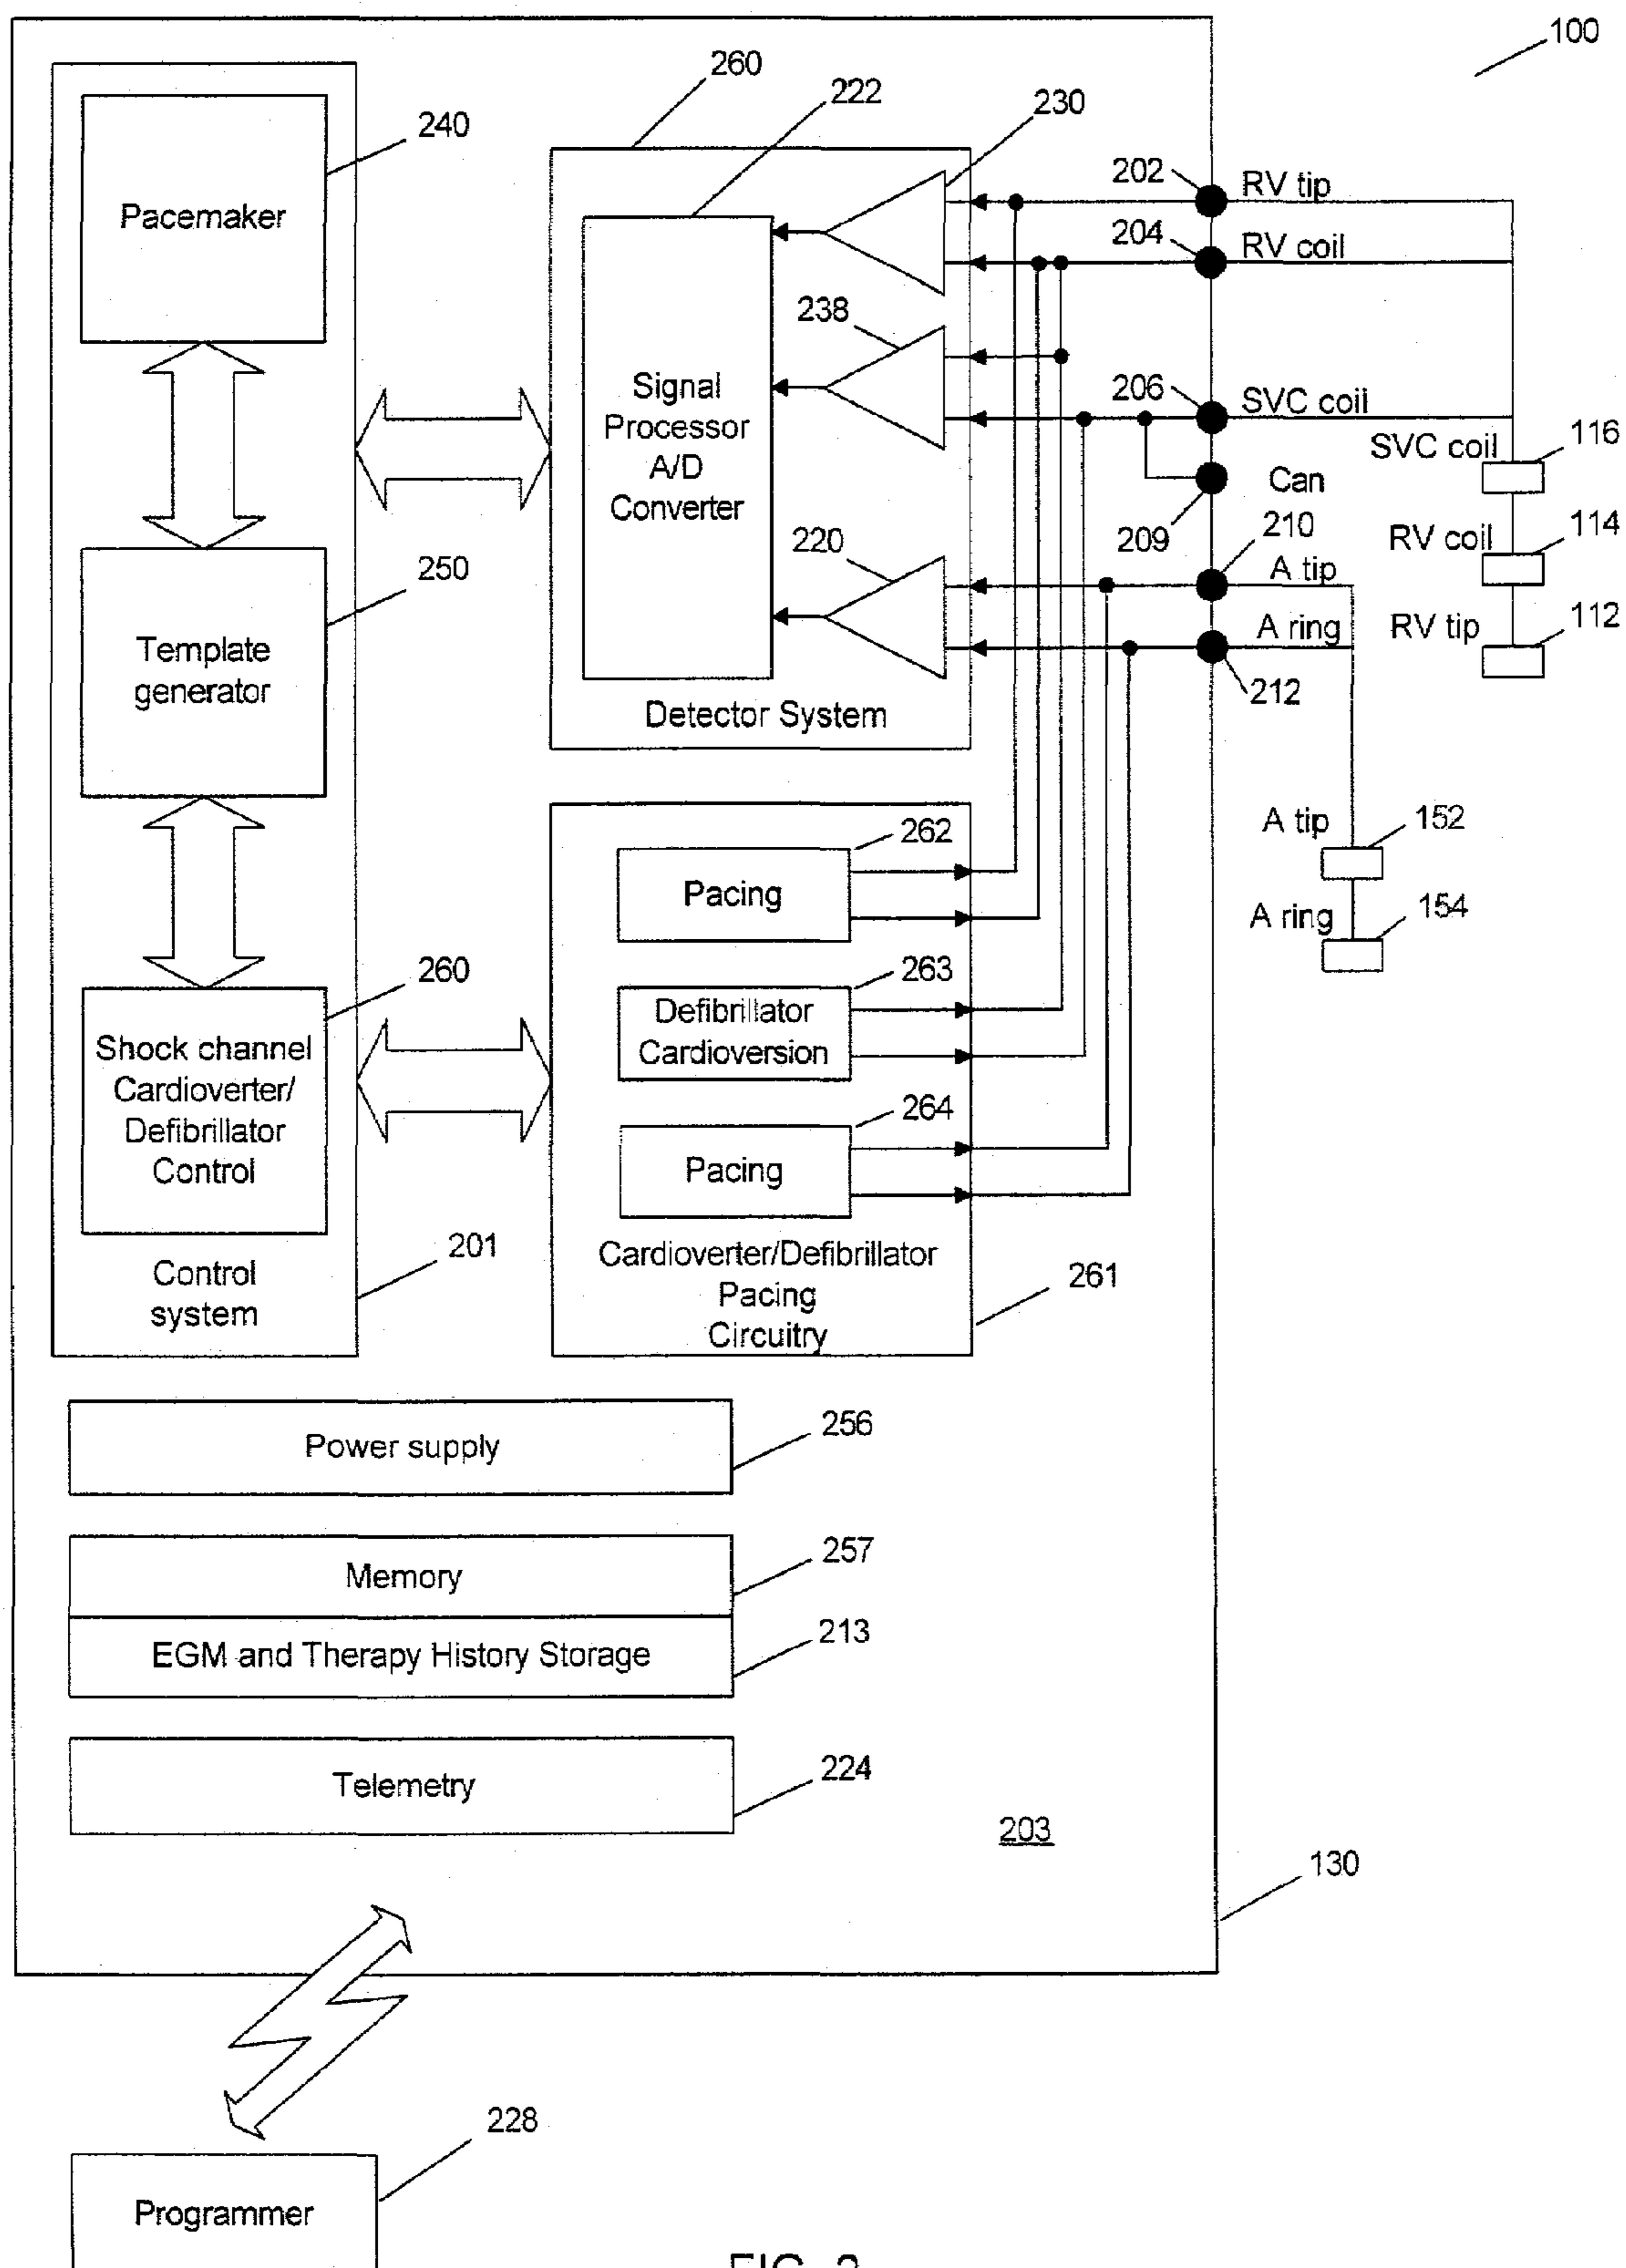 100
260
222
230
240
Pacemaker
202
RV tip
204
RV coil
238
206
SVC coil
Signal
Processor
A/D
Converter
SVC coil
116
Can
209
210
RV coil
114
220
A tip
250
A ring
RV tip
112
212
Template
generator
Detector System
A tip
152
262
Pacing
A ring
154
260
263
Defibrillator
Cardioversion
Shock channel
Cardioverter/
Defibrillator
Control
264
Pacing
201
Control
system
Cardioverter/Defibrillator
Pacing
Circuitry
261
Power supply
256
Memory
257
EGM and Therapy History Storage
213
Telemetry
224
203
130
228
Programmer